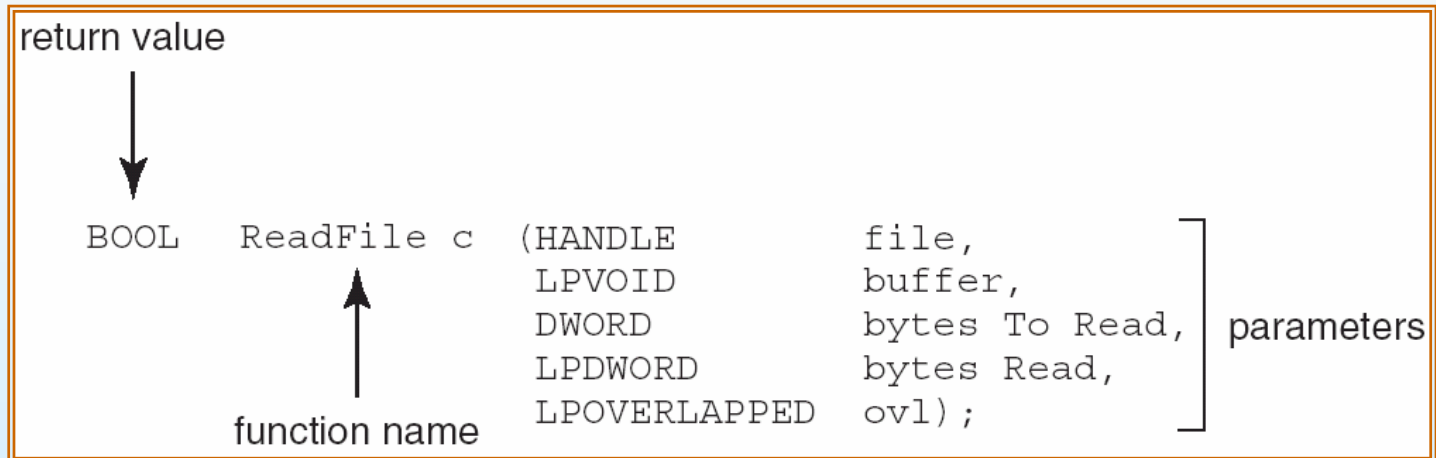 return value
BOOL ReadFile c (HANDLE file,
LPVOID buffer,
DWORD bytes To Read,
LPDWORD bytes Read,
LPOVERLAPPED ovl);
parameters
function name